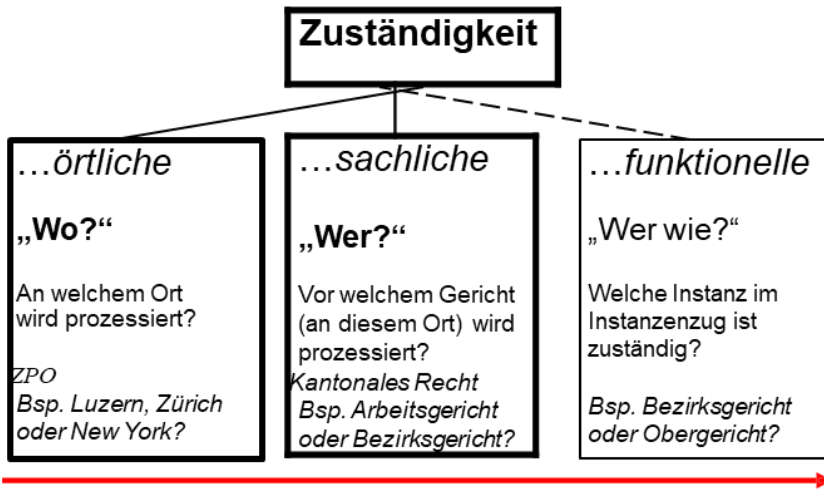 Zuständigkeit
…örtliche
„Wo?“
An welchem Ort
wird prozessiert?
ZPO
Bsp. Luzern, Zürich
oder New York?
…sachliche
„Wer?“
Vor welchem Gericht
(an diesem Ort) wird
prozessiert?
Kantonales Recht
Bsp. Arbeitsgericht
oder Bezirksgericht?
…funktionelle
„Wer wie?“
Welche Instanz im
Instanzenzug ist
zuständig?
Bsp. Bezirksgericht
oder Obergericht?